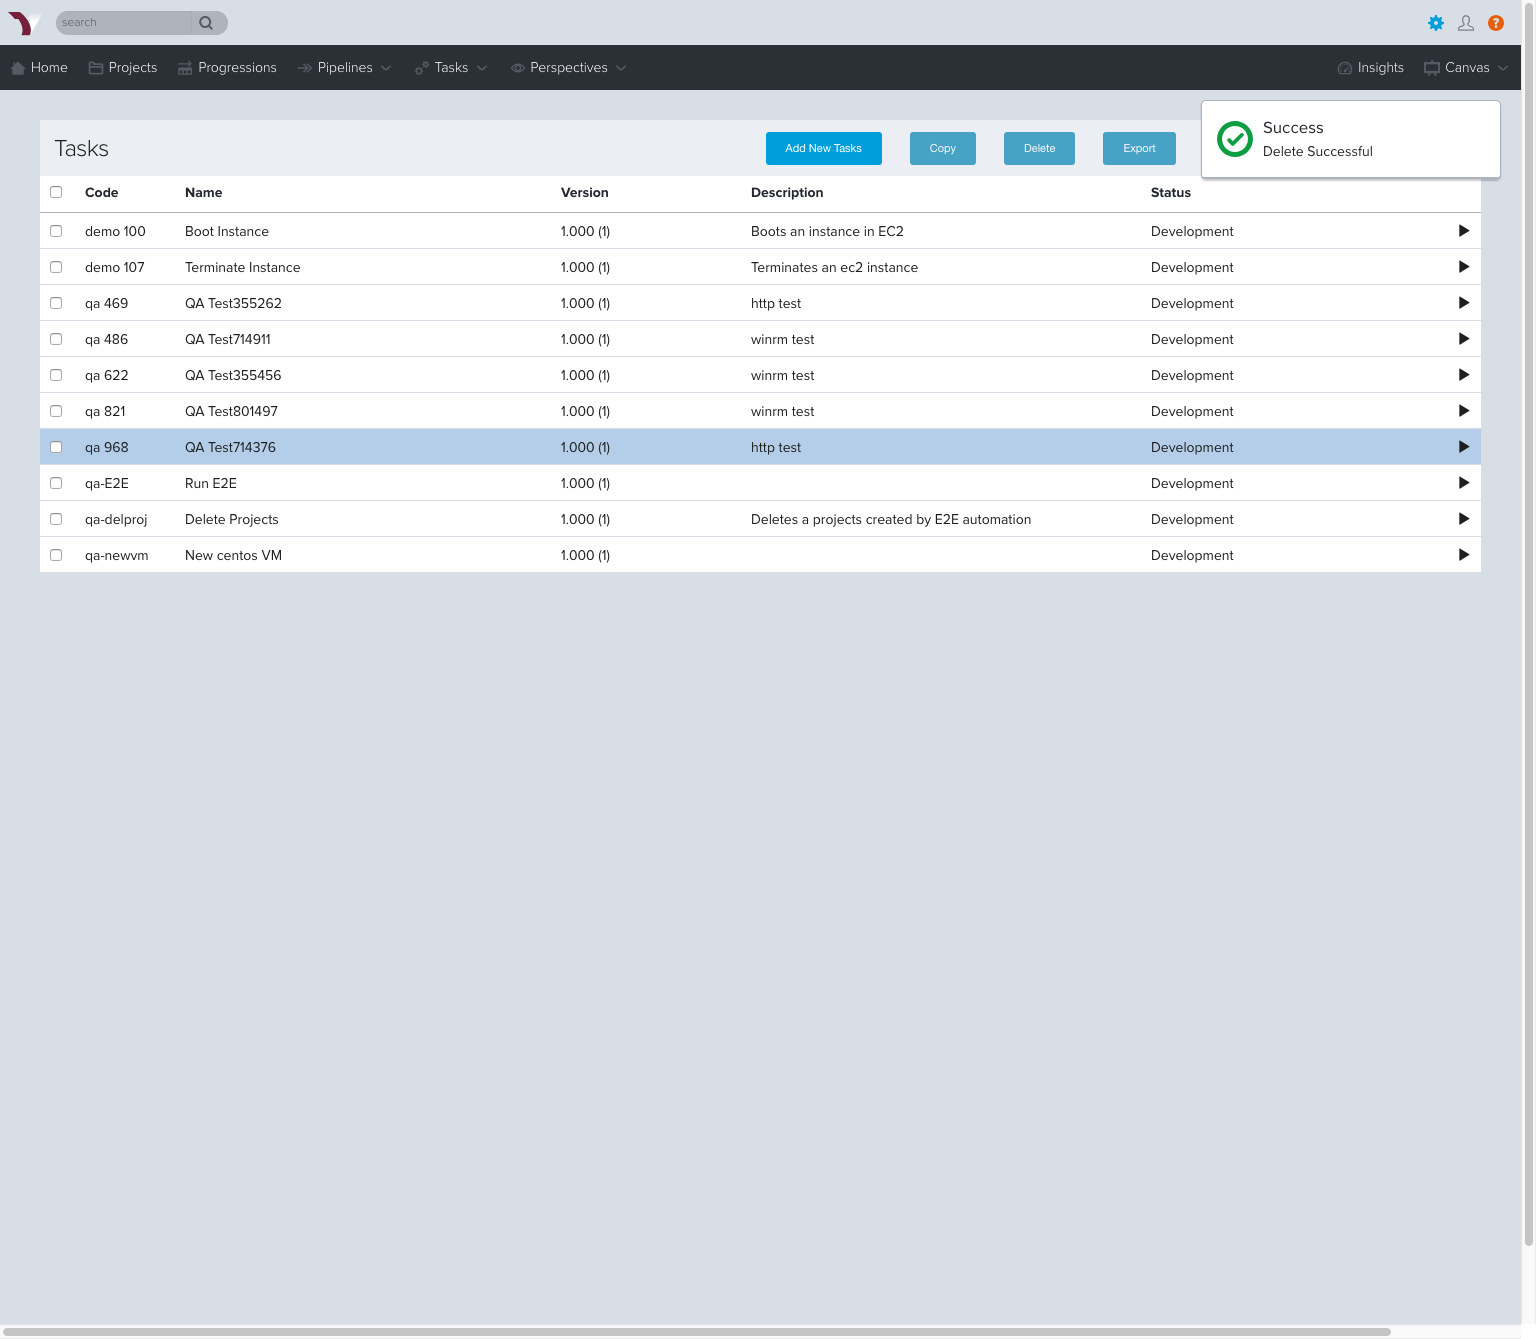 search
?
Home Projects Progressions Pipelines Tasks Perspectives Insights Canvas
Success
Delete Successful
Tasks Add New Tasks Copy Delete Export
Code Name Version Description Status
demo 100 Boot Instance 1.000 (1) Boots an instance in EC2 Development
demo 107 Terminate Instance 1.000 (1) Terminates an ec2 instance Development
qa 469 QA Test355262 1.000 (1) http test Development
qa 486 QA Test714911 1.000 (1) winrm test Development
qa 622 QA Test355456 1.000 (1) winrm test Development
qa 821 QA Test801497 1.000 (1) winrm test Development
qa 968 QA Test714376 1.000 (1) http test Development
qa-E2E Run E2E 1.000 (1) Development
qa-delproj Delete Projects 1.000 (1) Deletes a projects created by E2E automation Development
qa-newvm New centos VM 1.000 (1) Development